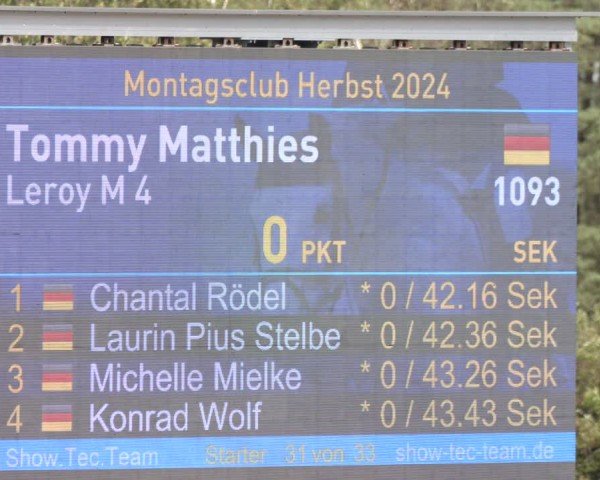 Montagsclub Herbst 2024
Tommy Matthies
Leroy M 4 1093
0 PKT SEK
1 Chantal Rödel * 0 / 42.16 Sek
2 Laurin Pius Stelbe * 0 / 42.36 Sek
3 Michelle Mielke * 0 / 43.26 Sek
4 Konrad Wolf * 0 / 43.43 Sek
Show.Tec.Team Starter 31 von 33 show-tec-team.de